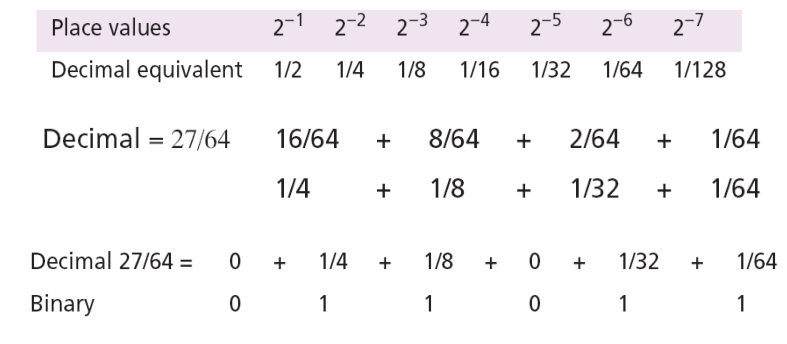 Place values 2⁻¹ 2⁻² 2⁻³ 2⁻⁴ 2⁻⁵ 2⁻⁶ 2⁻⁷
Decimal equivalent 1/2 1/4 1/8 1/16 1/32 1/64 1/128
Decimal = 27/64 16/64 + 8/64 + 2/64 + 1/64
1/4 + 1/8 + 1/32 + 1/64
Decimal 27/64 = 0 + 1/4 + 1/8 + 0 + 1/32 + 1/64
Binary 0 1 1 0 1 1